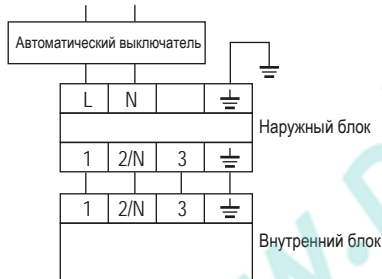 Автоматический выключатель
L N
Наружный блок
1 2/N 3
1 2/N 3
Внутренний блок